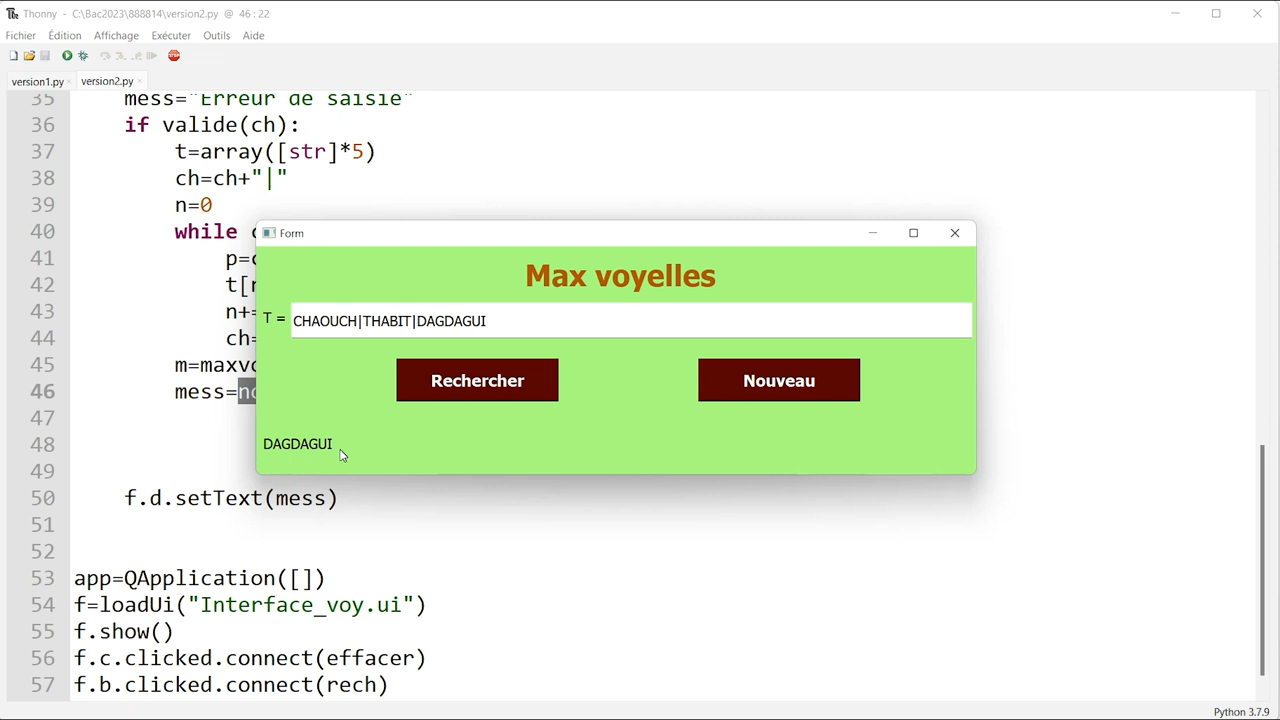 Thonny - C:\Bac2023\888814\version2.py @ 46 : 22
Fichier Édition Affichage Exécuter Outils Aide
version1.py version2.py
35 mess="Erreur de saisie"
36 if valide(ch):
37 t=array([str]*5)
38 ch=ch+"|"
39 n=0
40 while
41 p=
42 t[
43 n+=
44 ch=
45 m=maxvo
46 mess=no
47
48
49
50 f.d.setText(mess)
51
52
53 app=QApplication([])
54 f=loadUi("Interface_voy.ui")
55 f.show()
56 f.c.clicked.connect(effacer)
57 f.b.clicked.connect(rech)
Form
Max voyelles
T = CHAOUCH|THABIT|DAGDAGUI
Rechercher Nouveau
DAGDAGUI
Python 3.7.9